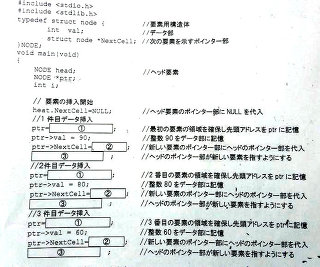 #include <stdio.h>
#include <stdlib.h>
typedef struct node { //要素用構造体
int val; //データ部
struct node *NextCell; //次の要素を示すポインター部
}NODE;
void main(void)
{
NODE head; //ヘッド要素
NODE *ptr;
int i;
// 要素の挿入開始
heat.NextCell=NULL; //ヘッド要素のポインター部に NULL を代入
//1 件目データ挿入
ptr= ① ; //最初の要素の領域を確保し先頭アドレスを ptr に記憶
ptr->val = 90; //整数 90 をデータ部に記憶
ptr->NextCell= ② ; //新しい要素のポインター部にヘッドのポインター部を代入
③ ; //ヘッドのポインター部が新しい要素を指すようにする
//2件目データ挿入
ptr= ① ; //2 番目の要素の領域を確保し先頭アドレスを ptr に記憶
ptr->val = 80; //整数 80 をデータ部に記憶
ptr->NextCell= ② ; //新しい要素のポインター部にヘッドのポインター部を代入
③ ; //ヘッドのポインター部が新しい要素を指すようにする
//3 件目データ挿入
ptr= ① ; //3 番目の要素の領域を確保し先頭アドレスを ptr に記憶
ptr->val = 60; //整数 60 をデータ部に記憶
ptr->NextCell= ② ; //新しい要素のポインター部にヘッドのポインター部を代入
③ ; //ヘッドのポインター部が新しい要素を指すようにする